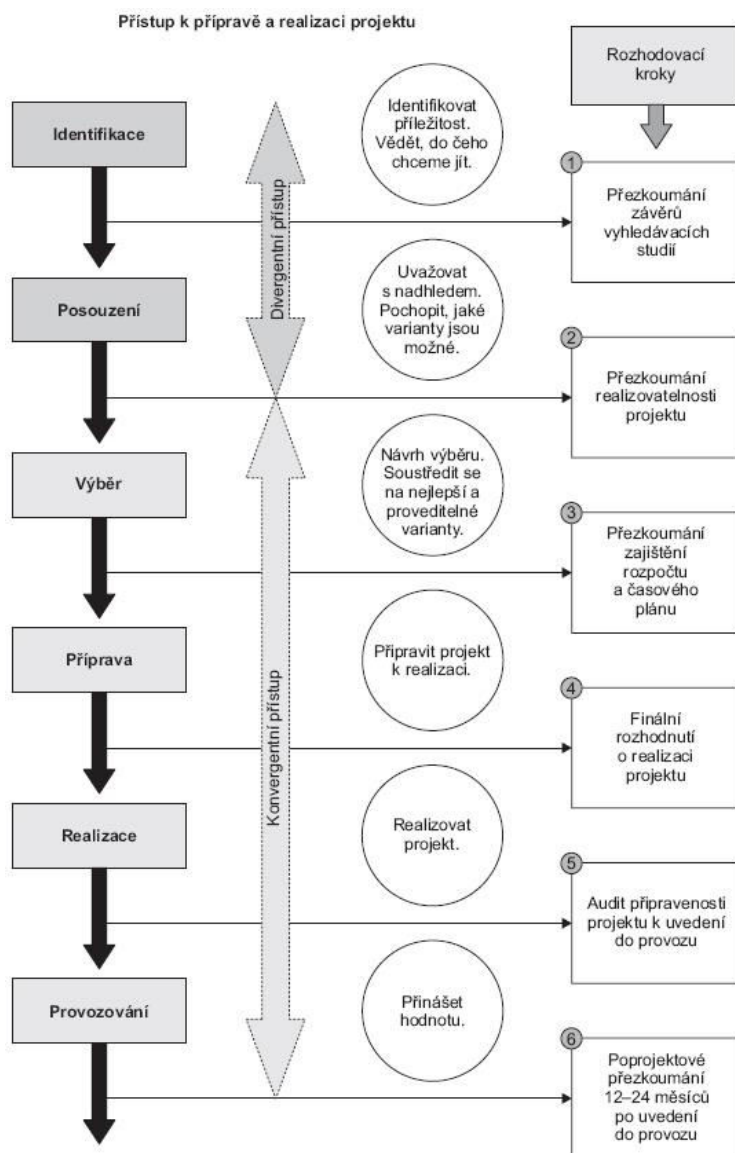 Přístup k přípravě a realizaci projektu
Rozhodovací
kroky
Identifikace
Identifikovat
příležitost.
Vědět, do čeho
chceme jít.
1
Přezkoumání
závěrů
vyhledávacích
studií
Divergentní přístup
Posouzení
Uvažovat
s nadhledem.
Pochopit, jaké
varianty jsou
možné.
2
Přezkoumání
realizovatelnosti
projektu
Výběr
Návrh výběru.
Soustředit se
na nejlepší a
proveditelné
varianty.
3
Přezkoumání
zajištění
rozpočtu
a časového
plánu
Konvergentní přístup
Příprava
Připravit projekt
k realizaci.
4
Finální
rozhodnutí
o realizaci
projektu
Realizace
Realizovat
projekt.
5
Audit připravenosti
projektu k uvedení
do provozu
Provozování
Přinášet
hodnotu.
6
Poprojektové
přezkoumání
12–24 měsíců
po uvedení
do provozu